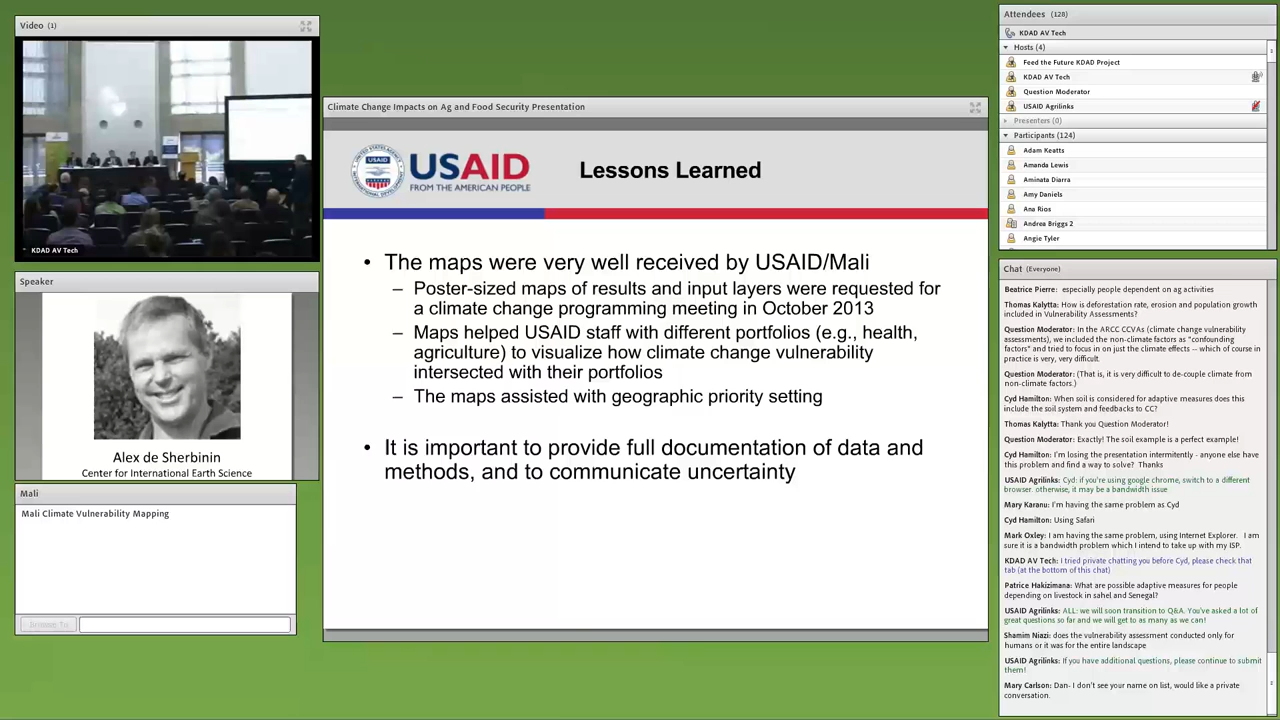 Video (1)
KDAD AV Tech
Speaker
Alex de Sherbinin
Center for International Earth Science
Mali
Mali Climate Vulnerability Mapping
Browse To
Climate Change Impacts on Ag and Food Security Presentation
USAID
USAID
FROM THE AMERICAN PEOPLE
Lessons Learned
• The maps were very well received by USAID/Mali
– Poster-sized maps of results and input layers were requested for
a climate change programming meeting in October 2013
– Maps helped USAID staff with different portfolios (e.g., health,
agriculture) to visualize how climate change vulnerability
intersected with their portfolios
– The maps assisted with geographic priority setting
• It is important to provide full documentation of data and
methods, and to communicate uncertainty
Attendees (128)
KDAD AV Tech
Hosts (4)
Feed the Future KDAD Project
KDAD AV Tech
Question Moderator
USAID Agrilinks
Presenters (0)
Participants (124)
Adam Keatts
Amanda Lewis
Aminata Diarra
Amy Daniels
Ana Rios
Andrea Briggs 2
Angie Tyler
Chat (Everyone)
Beatrice Pierre: especially people dependent on ag activities
Thomas Kalytta: How is deforestation rate, erosion and population growth
included in Vulnerability Assessments?
Question Moderator: In the ARCC CCVAs (climate change vulnerability
assessments), we included the non-climate factors as "confounding
factors" and tried to focus in on just the climate effects -- which of course in
practice is very, very difficult.
Question Moderator: (That is, it is very difficult to de-couple climate from
non-climate factors.)
Cyd Hamilton: When soil is considered for adaptive measures does this
include the soil system and feedbacks to CC?
Thomas Kalytta: Thank you Question Moderator!
Question Moderator: Exactly! The soil example is a perfect example!
Cyd Hamilton: I'm losing the presentation intermitently - anyone else have
this problem and find a way to solve? Thanks
USAID Agrilinks: Cyd: if you're using google chrome, switch to a different
browser. otherwise, it may be a bandwidth issue
Mary Karanu: I'm having the same problem as Cyd
Cyd Hamilton: Using Safari
Mark Oxley: I am having the same problem, using Internet Explorer. I am
sure it is a bandwidth problem which I intend to take up with my ISP.
KDAD AV Tech: I tried private chatting you before Cyd, please check that
tab (at the bottom of this chat)
Patrice Hakizimana: What are possible adaptive measures for people
depending on livestock in sahel and Senegal?
USAID Agrilinks: ALL: we will soon transition to Q&A. You've asked a lot of
great questions so far and we will get to as many as we can!
Shamim Niazi: does the vulnerability assessment conducted only for
humans or it was for the entire landscape
USAID Agrilinks: If you have additional questions, please continue to submit
them!
Mary Carlson: Dan- I don't see your name on list, would like a private
conversation.